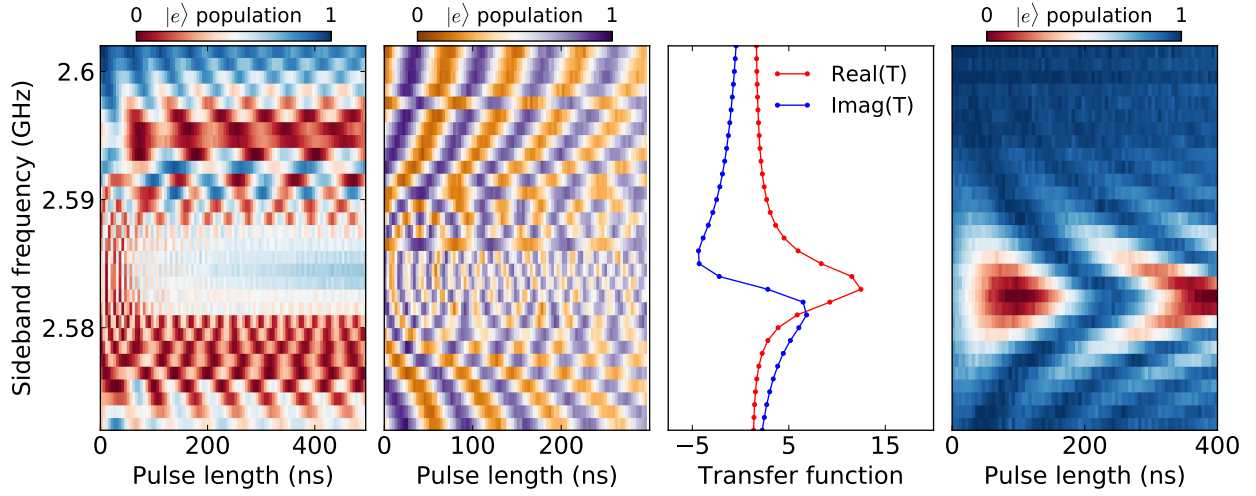 0 |e⟩ population 1
0 |e⟩ population 1
0 |e⟩ population 1
Sideband frequency (GHz)
2.6
2.59
2.58
Real(T)
Imag(T)
0 200 400
0 100 200
−5 5 15
0 100 200 300 400
Pulse length (ns)
Pulse length (ns)
Transfer function
Pulse length (ns)